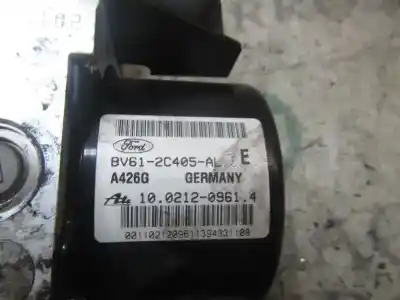 Ford
BV61-2C405-AL E
A426G GERMANY
10.0212-0961.4